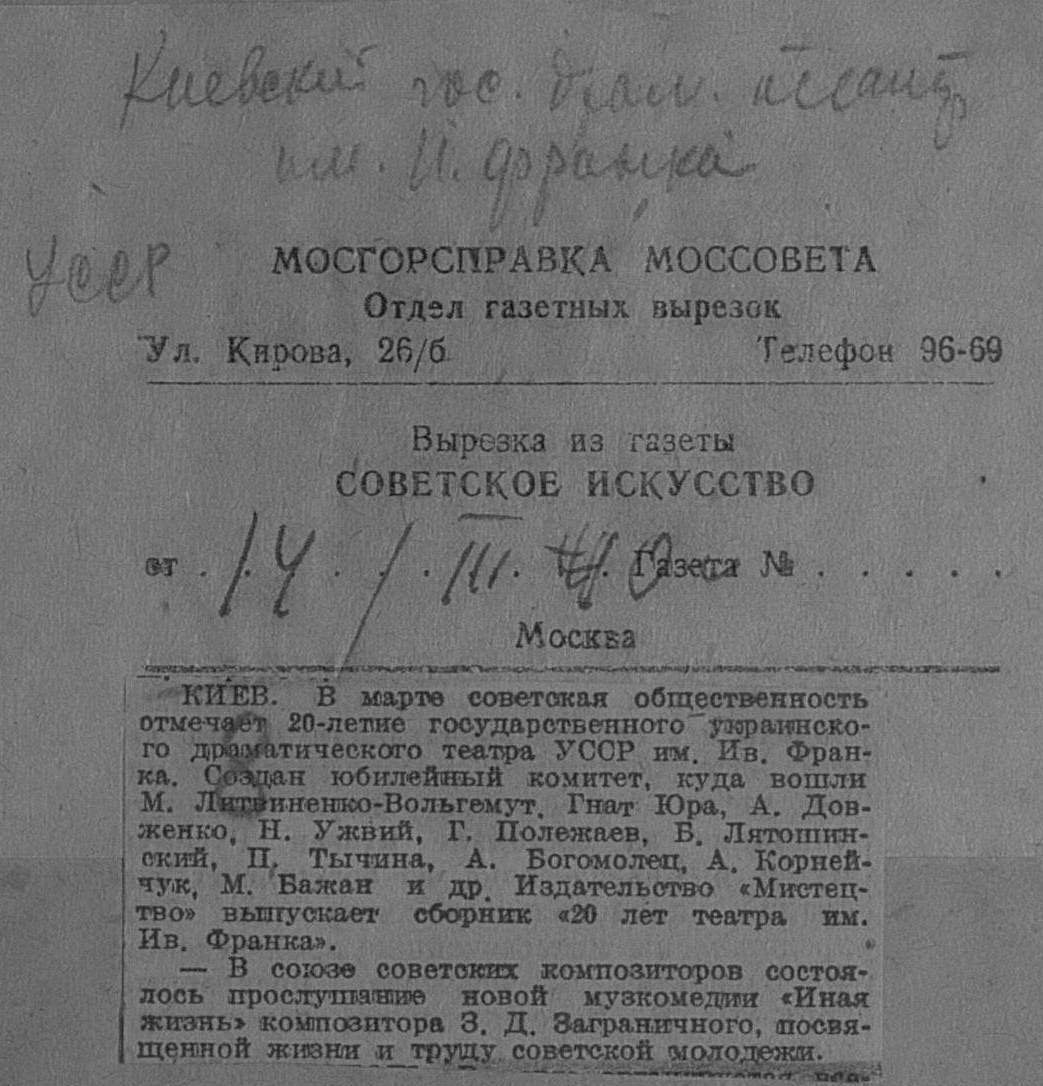 Киевский гос. драм. театр
им. И. Франка
УССР
МОСГОРСПРАВКА МОССОВЕТА
Отдел газетных вырезок
Ул. Кирова, 26/б Телефон 96-69
Вырезка из газеты
СОВЕТСКОЕ ИСКУССТВО
от . 14 . / . III . 40 Газета № . . . . .
Москва
КИЕВ. В марте советская общественность
отмечает 20-летие государственного украинско-
го драматического театра УССР им. Ив. Фран-
ка. Создан юбилейный комитет, куда вошли
М. Литвиненко-Вольгемут, Гнат Юра, А. Дов-
женко, Н. Ужвий, Г. Полежаев, Б. Лятошин-
ский, П. Тычина, А. Богомолец, А. Корней-
чук, М. Бажан и др. Издательство «Мистец-
тво» выпускает сборник «20 лет театра им.
Ив. Франка».
— В союзе советских композиторов состоя-
лось прослушание новой музкомедии «Иная
жизнь» композитора З. Д. Заграничного, посвя-
щенной жизни и труду советской молодежи.